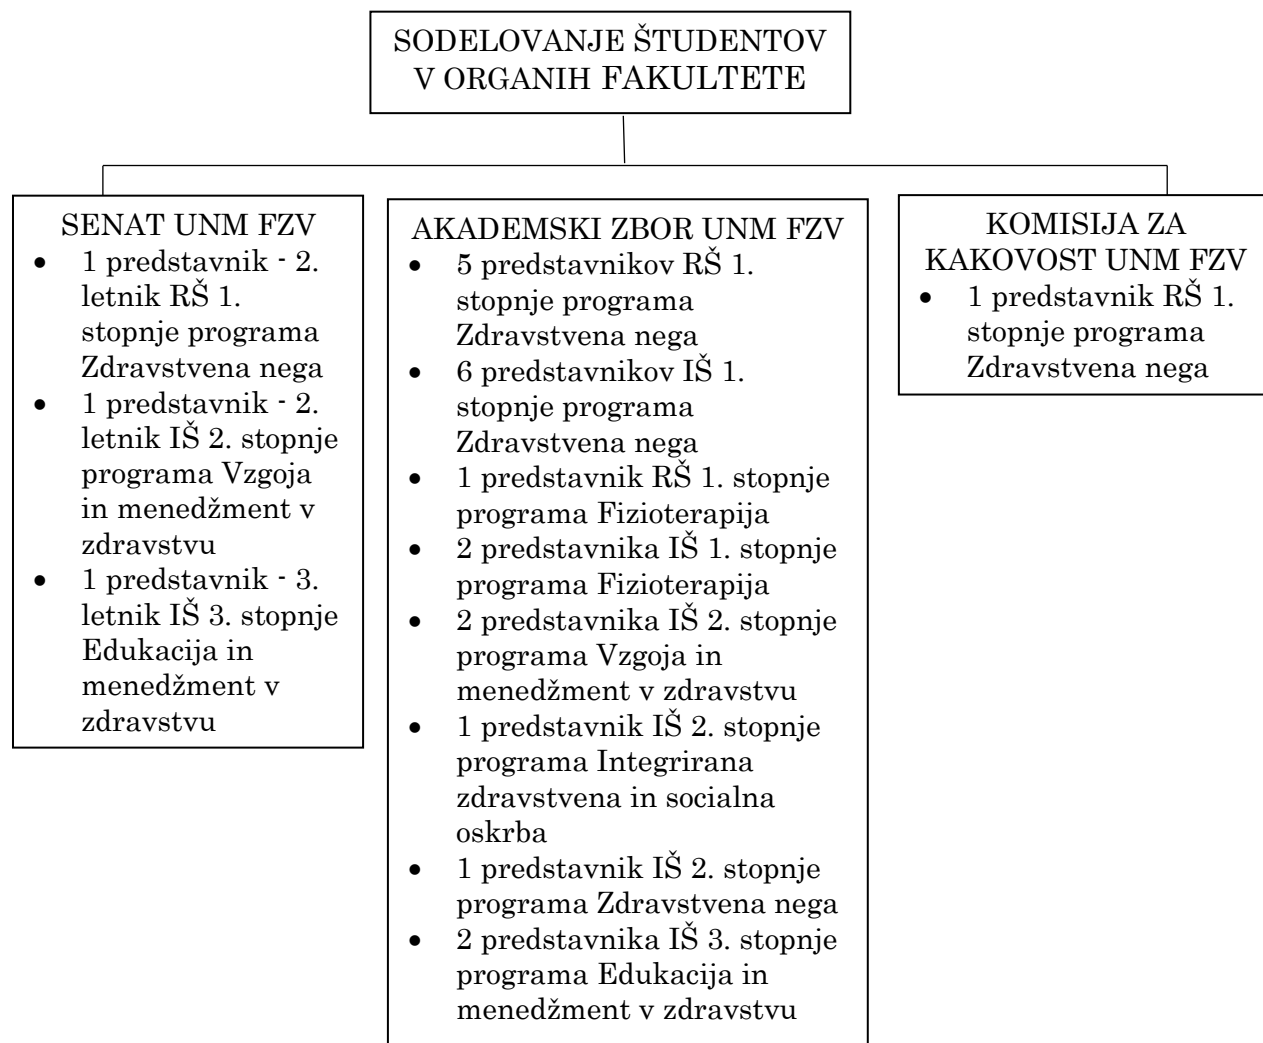 SODELOVANJE ŠTUDENTOV
V ORGANIH FAKULTETE
SENAT UNM FZV
• 1 predstavnik - 2.
letnik RŠ 1.
stopnje programa
Zdravstvena nega
• 1 predstavnik - 2.
letnik IŠ 2. stopnje
programa Vzgoja
in menedžment v
zdravstvu
• 1 predstavnik - 3.
letnik IŠ 3. stopnje
Edukacija in
menedžment v
zdravstvu
AKADEMSKI ZBOR UNM FZV
• 5 predstavnikov RŠ 1.
stopnje programa
Zdravstvena nega
• 6 predstavnikov IŠ 1.
stopnje programa
Zdravstvena nega
• 1 predstavnik RŠ 1. stopnje
programa Fizioterapija
• 2 predstavnika IŠ 1. stopnje
programa Fizioterapija
• 2 predstavnika IŠ 2. stopnje
programa Vzgoja in
menedžment v zdravstvu
• 1 predstavnik IŠ 2. stopnje
programa Integrirana
zdravstvena in socialna
oskrba
• 1 predstavnik IŠ 2. stopnje
programa Zdravstvena nega
• 2 predstavnika IŠ 3. stopnje
programa Edukacija in
menedžment v zdravstvu
KOMISIJA ZA
KAKOVOST UNM FZV
• 1 predstavnik RŠ 1.
stopnje programa
Zdravstvena nega